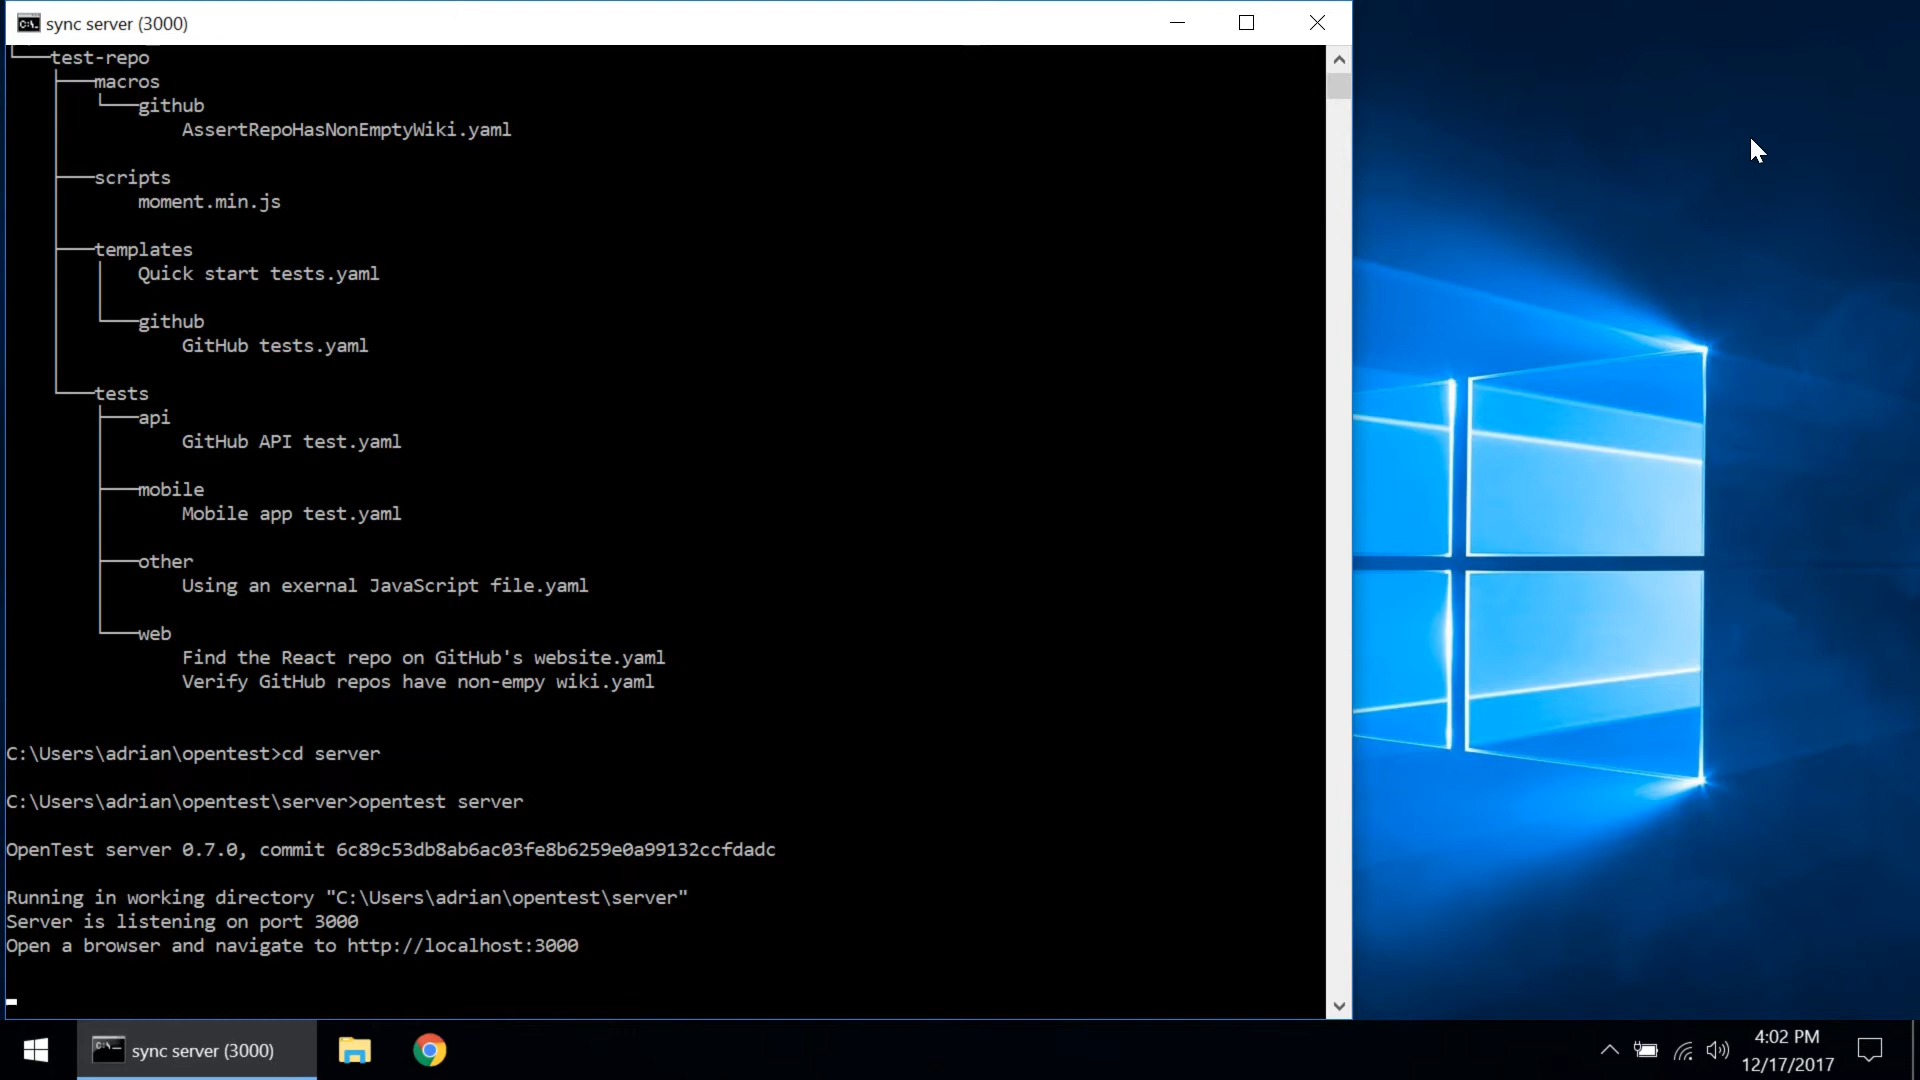 sync server (3000)
test-repo
macros
github
AssertRepoHasNonEmptyWiki.yaml
scripts
moment.min.js
templates
Quick start tests.yaml
github
GitHub tests.yaml
tests
api
GitHub API test.yaml
mobile
Mobile app test.yaml
other
Using an exernal JavaScript file.yaml
web
Find the React repo on GitHub's website.yaml
Verify GitHub repos have non-empy wiki.yaml
C:\Users\adrian\opentest>cd server
C:\Users\adrian\opentest\server>opentest server
OpenTest server 0.7.0, commit 6c89c53db8ab6ac03fe8b6259e0a99132ccfdadc
Running in working directory "C:\Users\adrian\opentest\server"
Server is listening on port 3000
Open a browser and navigate to http://localhost:3000
sync server (3000)
4:02 PM
12/17/2017